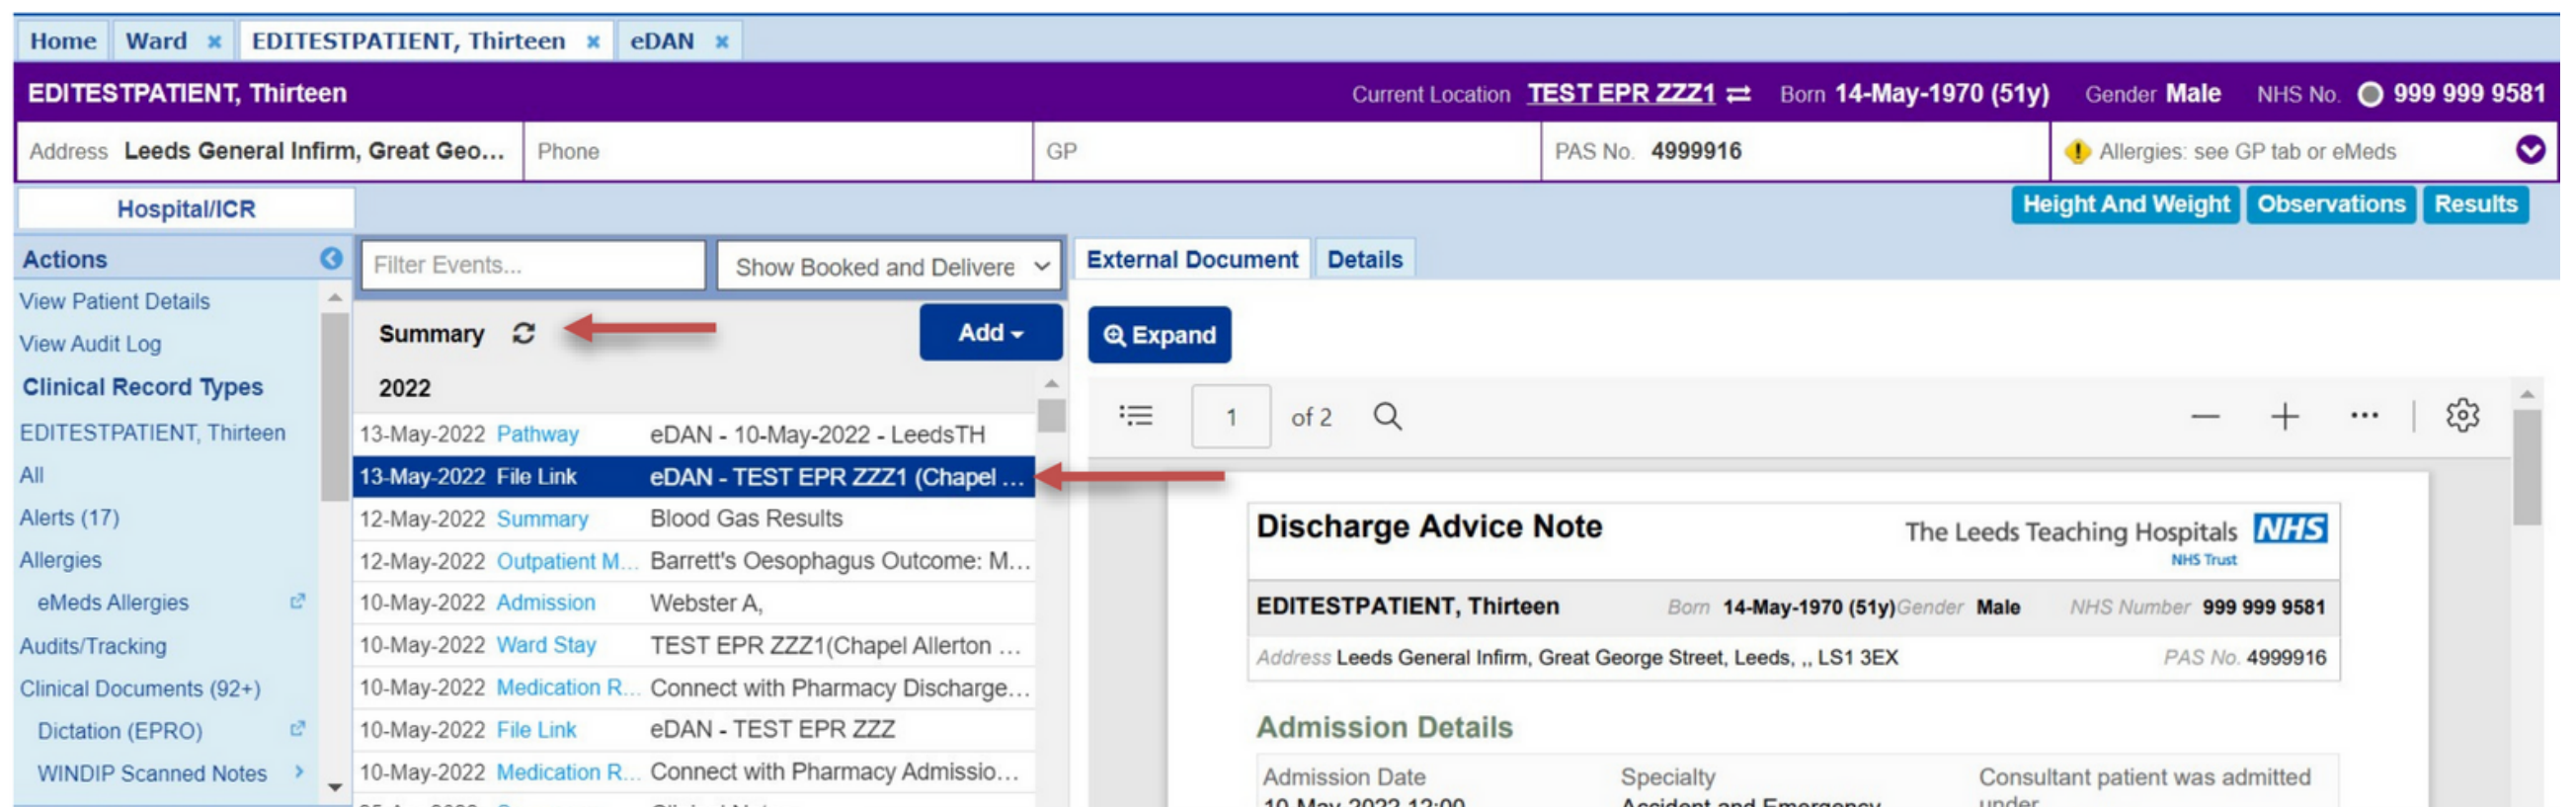 Home Ward × EDITESTPATIENT, Thirteen × eDAN ×
EDITESTPATIENT, Thirteen Current Location TEST EPR ZZZ1 Born 14-May-1970 (51y) Gender Male NHS No. 999 999 9581
Address Leeds General Infirm, Great Geo... Phone GP PAS No. 4999916 Allergies: see GP tab or eMeds
Hospital/ICR Height And Weight Observations Results
Actions
View Patient Details
View Audit Log
Clinical Record Types
EDITESTPATIENT, Thirteen
All
Alerts (17)
Allergies
eMeds Allergies
Audits/Tracking
Clinical Documents (92+)
Dictation (EPRO)
WINDIP Scanned Notes
Filter Events... Show Booked and Delivere
Summary Add
2022
13-May-2022 Pathway eDAN - 10-May-2022 - LeedsTH
13-May-2022 File Link eDAN - TEST EPR ZZZ1 (Chapel ...
12-May-2022 Summary Blood Gas Results
12-May-2022 Outpatient M... Barrett's Oesophagus Outcome: M...
10-May-2022 Admission Webster A,
10-May-2022 Ward Stay TEST EPR ZZZ1(Chapel Allerton ...
10-May-2022 Medication R... Connect with Pharmacy Discharge...
10-May-2022 File Link eDAN - TEST EPR ZZZ
10-May-2022 Medication R... Connect with Pharmacy Admissio...
External Document Details
Expand
1 of 2
Discharge Advice Note The Leeds Teaching Hospitals NHS
NHS Trust
EDITESTPATIENT, Thirteen Born 14-May-1970 (51y)Gender Male NHS Number 999 999 9581
Address Leeds General Infirm, Great George Street, Leeds, ,, LS1 3EX PAS No. 4999916
Admission Details
Admission Date Specialty Consultant patient was admitted
10-May-2022 12:00 Accident and Emergency under